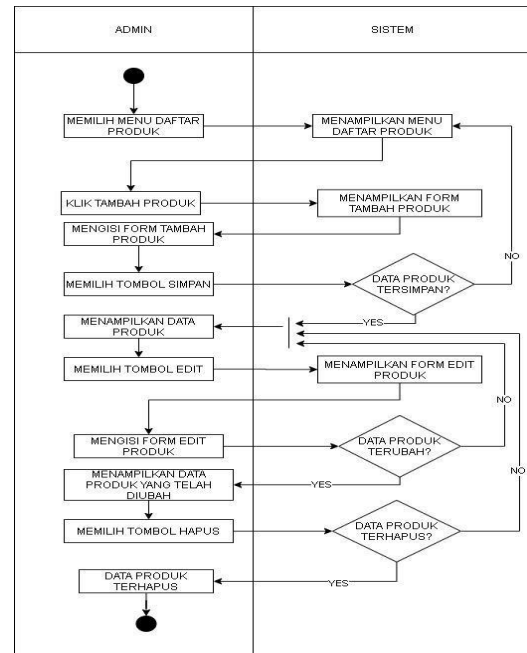 ADMIN
SISTEM
MEMILIH MENU DAFTAR
PRODUK
MENAMPILKAN MENU
DAFTAR PRODUK
KLIK TAMBAH PRODUK
MENAMPILKAN FORM
TAMBAH PRODUK
MENGISI FORM TAMBAH
PRODUK
NO
MEMILIH TOMBOL SIMPAN
DATA PRODUK
TERSIMPAN?
YES
MENAMPILKAN DATA
PRODUK
MEMILIH TOMBOL EDIT
MENAMPILKAN FORM EDIT
PRODUK
NO
MENGISI FORM EDIT
PRODUK
DATA PRODUK
TERUBAH?
NO
MENAMPILKAN DATA
PRODUK YANG TELAH
DIUBAH
YES
MEMILIH TOMBOL HAPUS
DATA PRODUK
TERHAPUS?
DATA PRODUK
TERHAPUS
YES